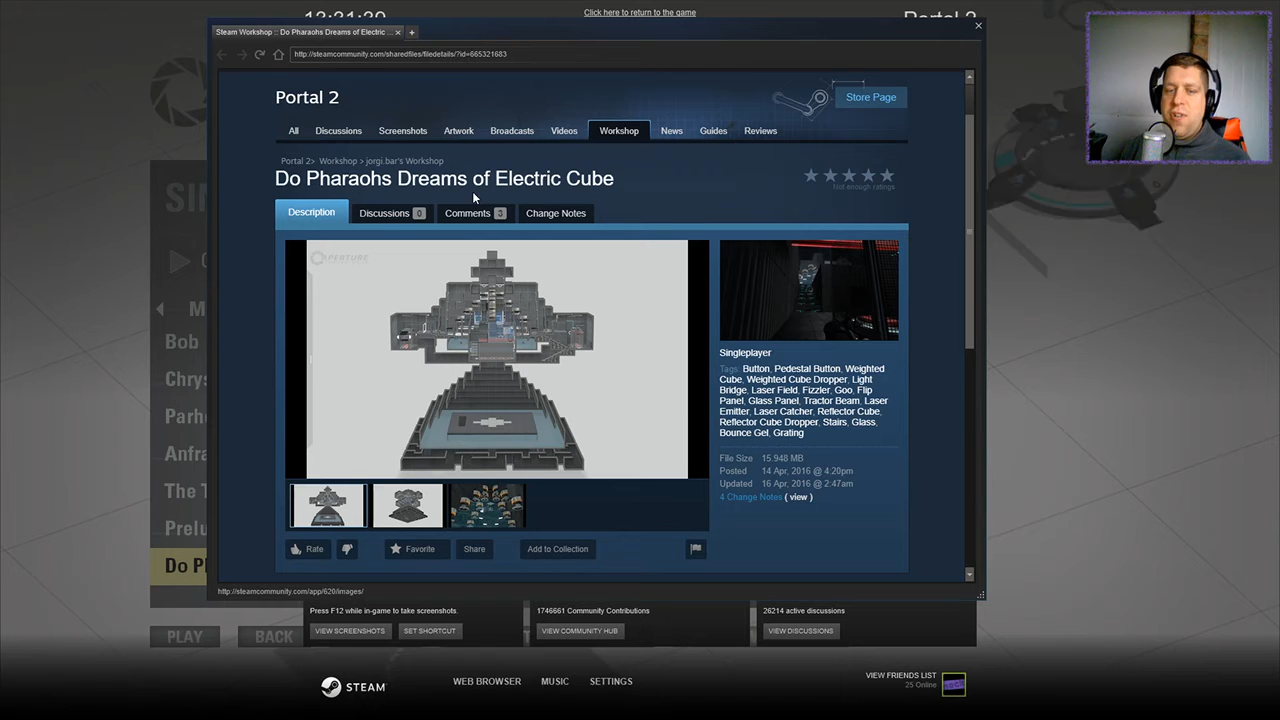 Click here to return to the game
Steam Workshop :: Do Pharaohs Dreams of Electric ...
http://steamcommunity.com/sharedfiles/filedetails/?id=665321683
Portal 2
Store Page
All Discussions Screenshots Artwork Broadcasts Videos Workshop News Guides Reviews
Portal 2> Workshop > jorgi.bar's Workshop
Do Pharaohs Dreams of Electric Cube
Not enough ratings
Description Discussions 0 Comments 3 Change Notes
APERTURE
Singleplayer
Tags Button, Pedestal Button, Weighted
Cube, Weighted Cube Dropper, Light
Bridge, Laser Field, Fizzler, Goo, Flip
Panel, Glass Panel, Tractor Beam, Laser
Emitter, Laser Catcher, Reflector Cube,
Reflector Cube Dropper, Stairs, Glass,
Bounce Gel, Grating
File Size 15.948 MB
Posted 14 Apr, 2016 @ 4:20pm
Updated 16 Apr, 2016 @ 2:47am
4 Change Notes ( view )
Rate Favorite Share Add to Collection
Bob
Chrys
Parh
Anfra
The T
Prelu
Do P
http://steamcommunity.com/app/620/images/
Press F12 while in-game to take screenshots.
1746661 Community Contributions
26214 active discussions
VIEW SCREENSHOTS SET SHORTCUT
VIEW COMMUNITY HUB
VIEW DISCUSSIONS
PLAY BACK
STEAM
WEB BROWSER MUSIC SETTINGS
VIEW FRIENDS LIST
25 Online